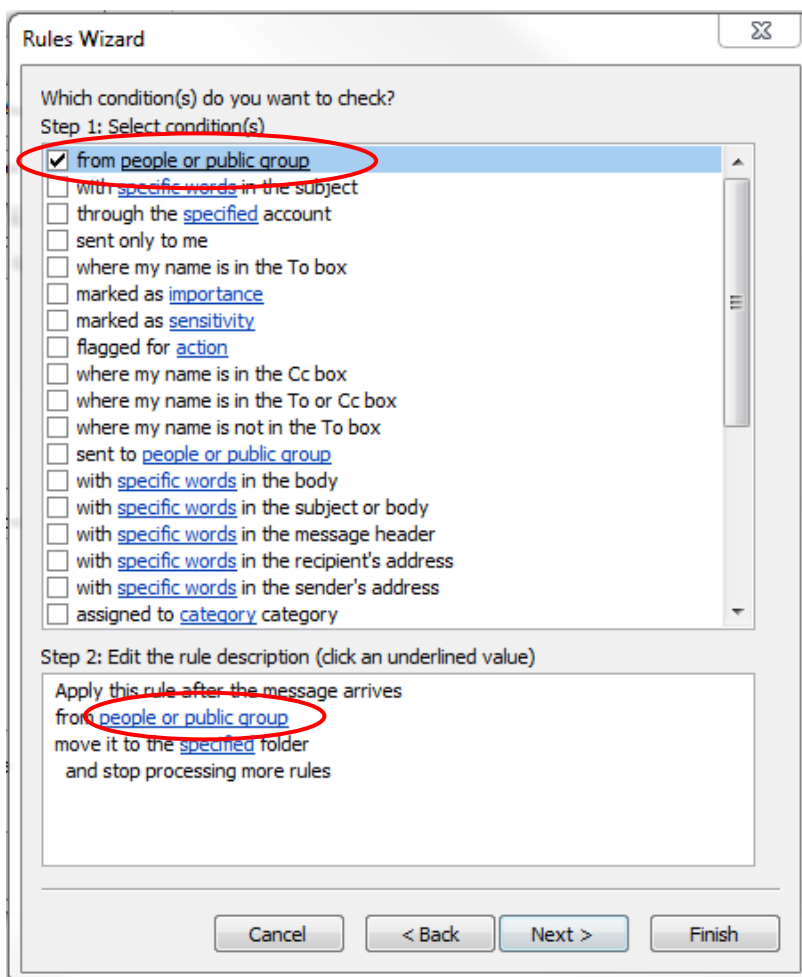 Rules Wizard
Which condition(s) do you want to check?
Step 1: Select condition(s)
from people or public group
with specific words in the subject
through the specified account
sent only to me
where my name is in the To box
marked as importance
marked as sensitivity
flagged for action
where my name is in the Cc box
where my name is in the To or Cc box
where my name is not in the To box
sent to people or public group
with specific words in the body
with specific words in the subject or body
with specific words in the message header
with specific words in the recipient's address
with specific words in the sender's address
assigned to category category
Step 2: Edit the rule description (click an underlined value)
Apply this rule after the message arrives
from people or public group
move it to the specified folder
and stop processing more rules
Cancel < Back Next > Finish